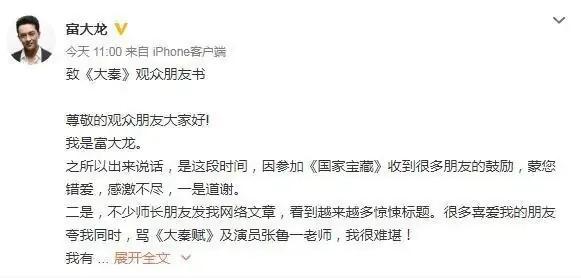 富大龙
今天 11:00 来自 iPhone客户端
致《大秦》观众朋友书
尊敬的观众朋友大家好!
我是富大龙。
之所以出来说话，是这段时间，因参加《国家宝藏》收到很多朋友的鼓励，蒙您
错爱，感激不尽，一是道谢。
二是，不少师长朋友发我网络文章，看到越来越多惊悚标题。很多喜爱我的朋友
夸我同时，骂《大秦赋》及演员张鲁一老师，我很难堪！
我有 ... 展开全文